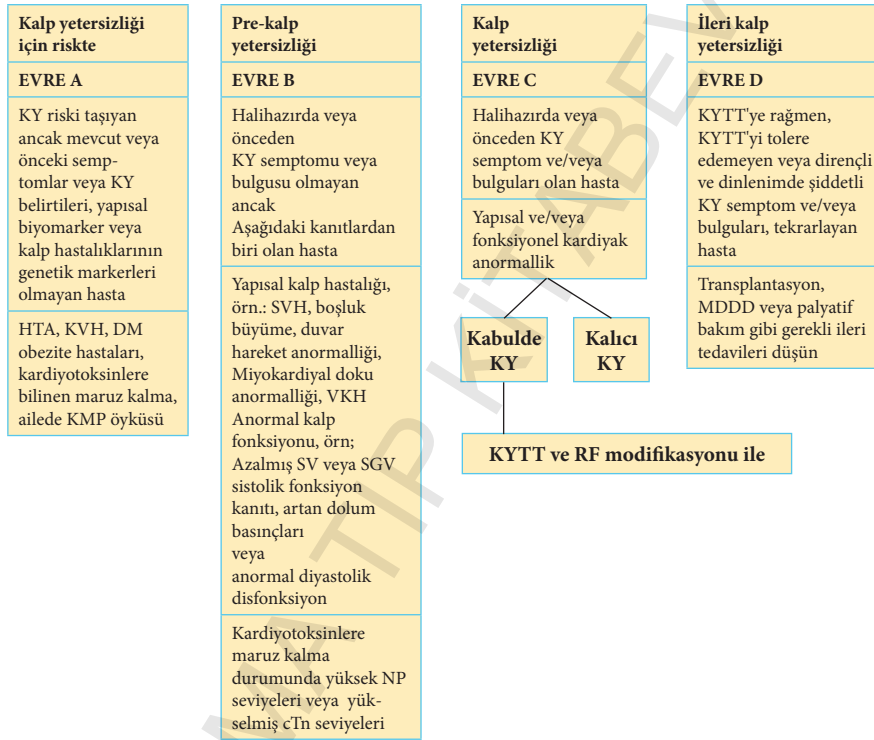 Kalp yetersizliği
için riskte
EVRE A
KY riski taşıyan
ancak mevcut veya
önceki semp-
tomlar veya KY
belirtileri, yapısal
biyomarker veya
kalp hastalıklarının
genetik markerleri
olmayan hasta
HTA, KVH, DM
obezite hastaları,
kardiyotoksinlere
bilinen maruz kalma,
ailede KMP öyküsü
Pre-kalp
yetersizliği
EVRE B
Halihazırda veya
önceden
KY semptomu veya
bulgusu olmayan
ancak
Aşağıdaki kanıtlardan
biri olan hasta
Yapısal kalp hastalığı,
örn.: SVH, boşluk
büyüme, duvar
hareket anormalliği,
Miyokardiyal doku
anormalliği, VKH
Anormal kalp
fonksiyonu, örn;
Azalmış SV veya SGV
sistolik fonksiyon
kanıtı, artan dolum
basınçları
veya
anormal diyastolik
disfonksiyon
Kardiyotoksinlere
maruz kalma
durumunda yüksek NP
seviyeleri veya yük-
selmiş cTn seviyeleri
Kalp
yetersizliği
EVRE C
Halihazırda veya
önceden KY
semptom ve/veya
bulguları olan hasta
Yapısal ve/veya
fonksiyonel kardiyak
anormallik
Kabulde
KY
Kalıcı
KY
KYTT ve RF modifikasyonu ile
İleri kalp
yetersizliği
EVRE D
KYTT'ye rağmen,
KYTT'yi tolere
edemeyen veya dirençli
ve dinlenimde şiddetli
KY semptom ve/veya
bulguları, tekrarlayan
hasta
Transplantasyon,
MDDD veya palyatif
bakım gibi gerekli ileri
tedavileri düşün
MA TIP KİTABEV